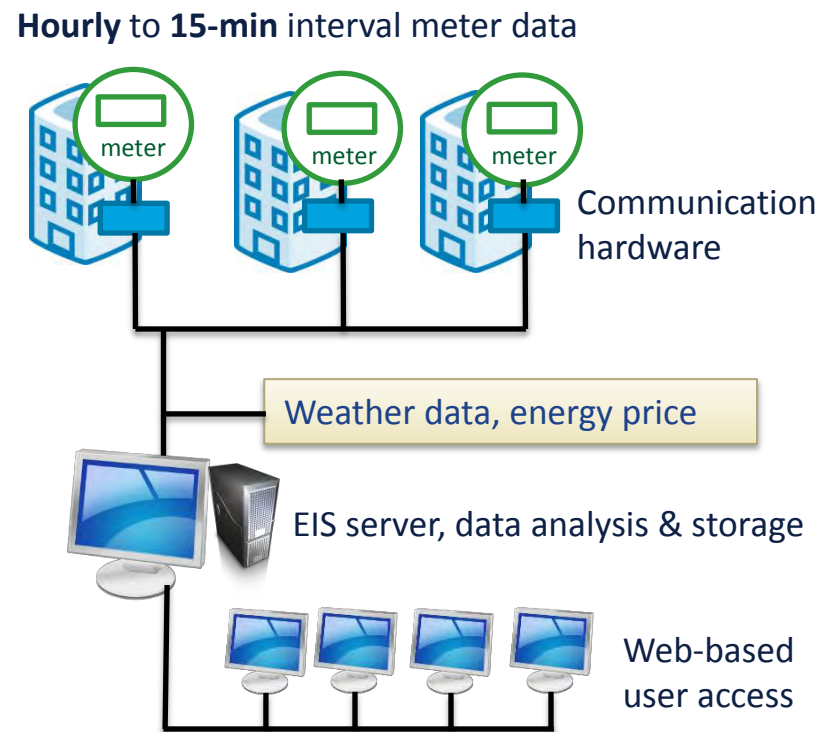 Hourly to 15-min interval meter data
meter
meter
meter
Communication
hardware
Weather data, energy price
EIS server, data analysis & storage
Web-based
user access